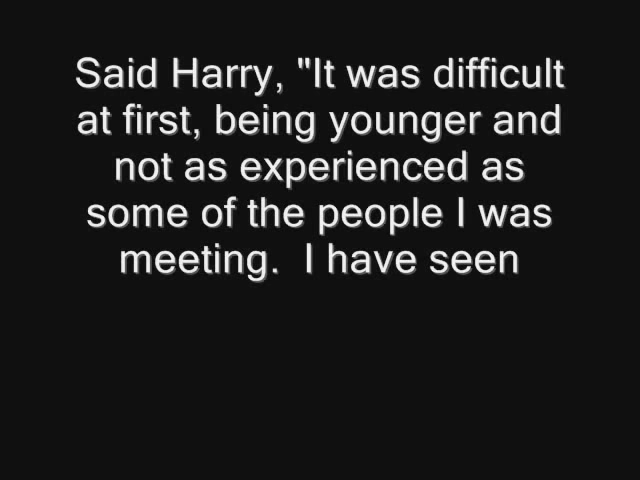 Said Harry, "It was difficult
at first, being younger and
not as experienced as
some of the people I was
meeting.  I have seen